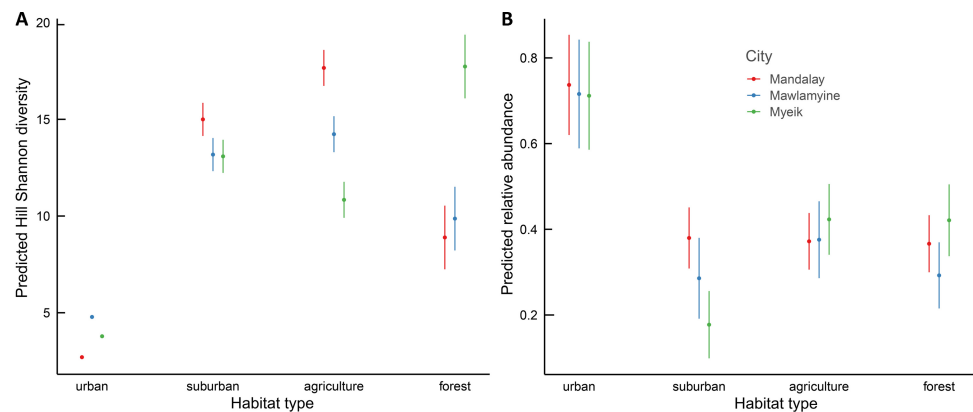 A
Predicted Hill Shannon diversity
20
15
10
5
urban
suburban
agriculture
forest
Habitat type
B
Predicted relative abundance
0.8
0.6
0.4
0.2
City
Mandalay
Mawlamyine
Myeik
urban
suburban
agriculture
forest
Habitat type